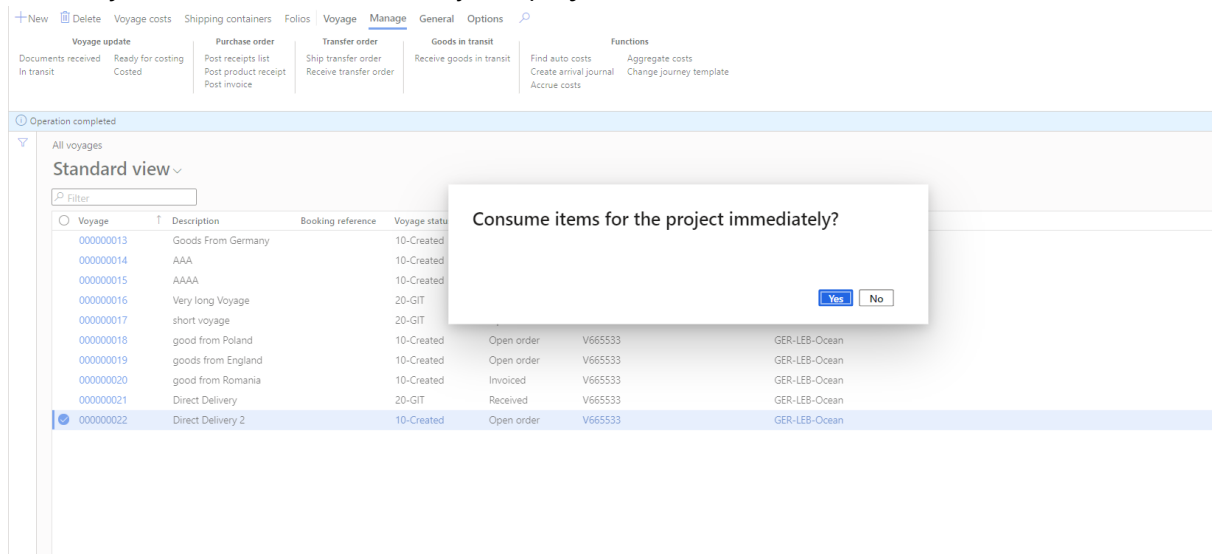 New Delete Voyage costs Shipping containers Folios Voyage Manage General Options
Voyage update Purchase order Transfer order Goods in transit Functions
Documents received Ready for costing Post receipts list Ship transfer order Receive goods in transit Find auto costs Aggregate costs
In transit Costed Post product receipt Receive transfer order Create arrival journal Change journey template
Post invoice Accrue costs
Operation completed
All voyages
Standard view
Filter
Voyage Description Booking reference Voyage statu
Consume items for the project immediately?
000000013 Goods From Germany 10-Created
000000014 AAA 10-Created
000000015 AAAA 10-Created
000000016 Very long Voyage 20-GIT
Yes No
000000017 short voyage 20-GIT
000000018 good from Poland 10-Created Open order V665533 GER-LEB-Ocean
000000019 goods from England 10-Created Open order V665533 GER-LEB-Ocean
000000020 good from Romania 10-Created Invoiced V665533 GER-LEB-Ocean
000000021 Direct Delivery 20-GIT Received V665533 GER-LEB-Ocean
000000022 Direct Delivery 2 10-Created Open order V665533 GER-LEB-Ocean